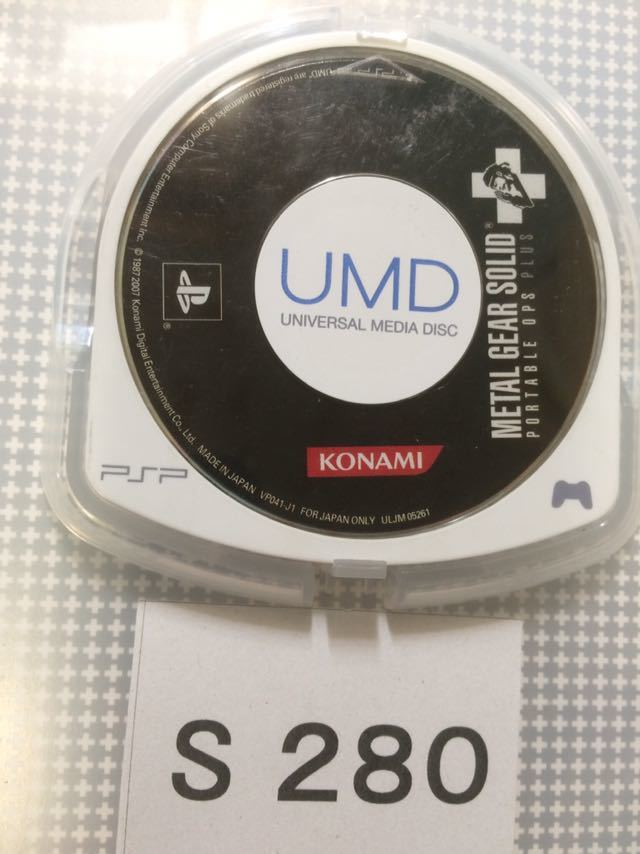 "UMD" are registered trademarks of Sony Computer Entertainment Inc. © 1987 2007 Konami Digital Entertainment Co., Ltd. MADE IN JAPAN VP041-J1 FOR JAPAN ONLY ULJM 05261
UMD
UNIVERSAL MEDIA DISC
METAL GEAR SOLID®
PORTABLE OPS PLUS
®
KONAMI
PSP
S 280